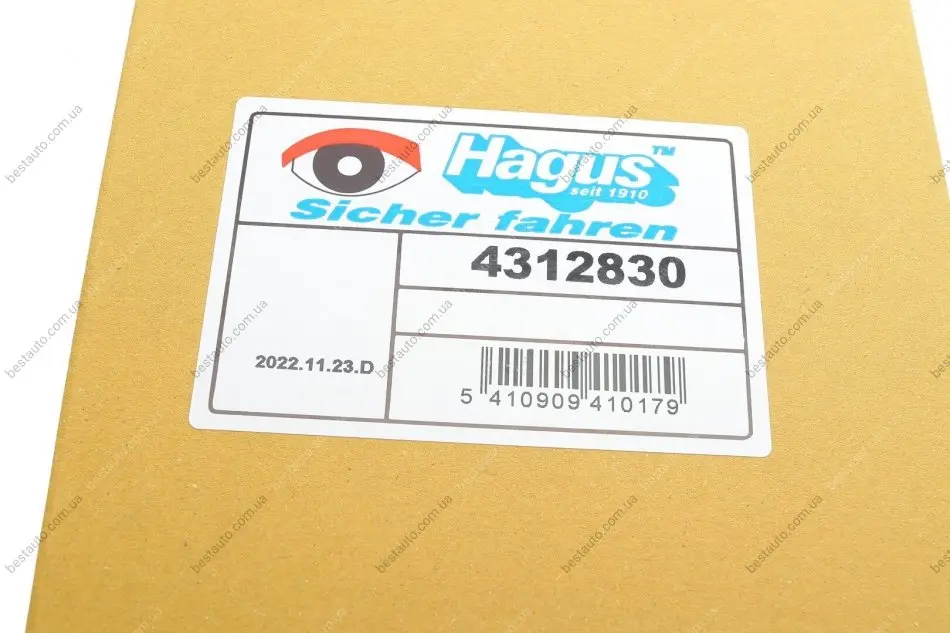 Hagus™
seit 1910
Sicher fahren
4312830
2022.11.23.D
5 410909 410179
bestauto.com.ua